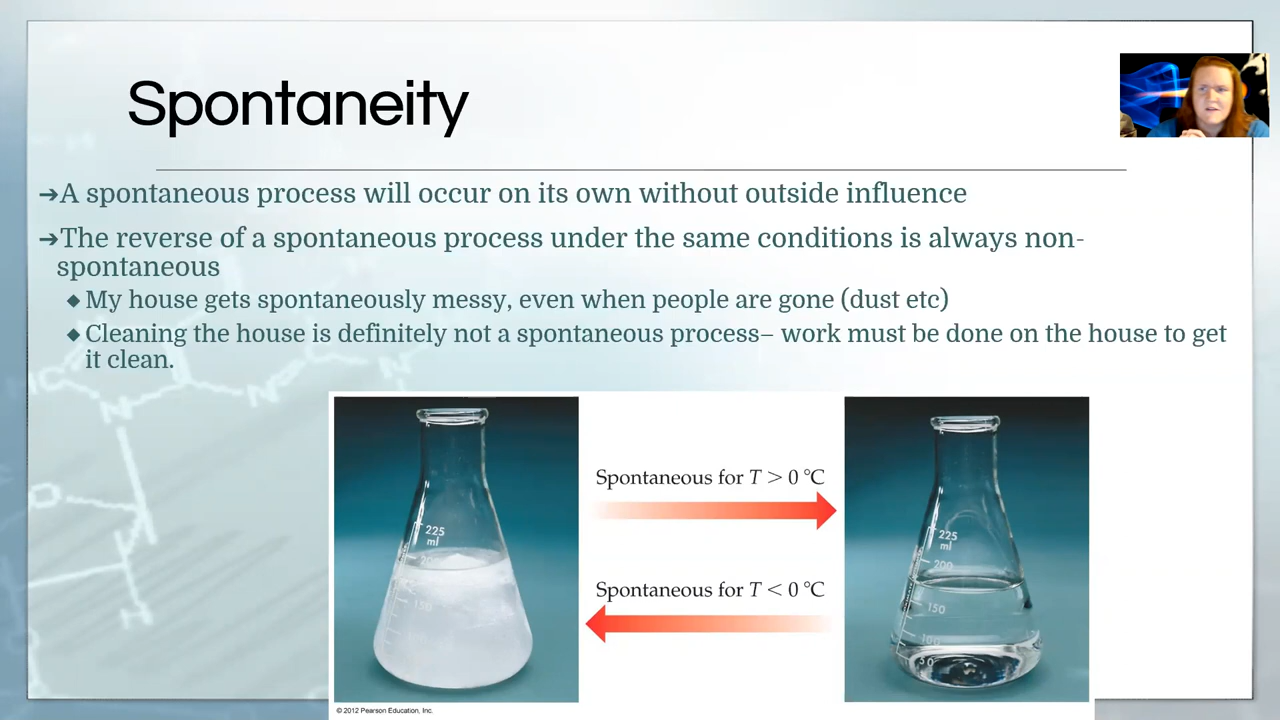 Spontaneity
➔A spontaneous process will occur on its own without outside influence
➔The reverse of a spontaneous process under the same conditions is always non-
spontaneous
◆My house gets spontaneously messy, even when people are gone (dust etc)
◆Cleaning the house is definitely not a spontaneous process– work must be done on the house to get
it clean.
Spontaneous for T > 0 °C
225
ml
225
ml
200
150
Spontaneous for T < 0 °C
150
100
50
© 2012 Pearson Education, Inc.